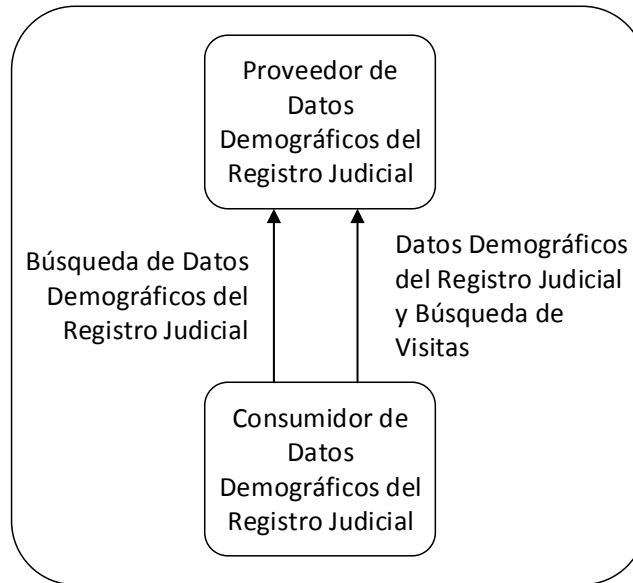 Proveedor de
Datos
Demográficos del
Registro Judicial
Búsqueda de Datos
Demográficos del
Registro Judicial
Datos Demográficos
del Registro Judicial
y Búsqueda de
Visitas
Consumidor de
Datos
Demográficos del
Registro Judicial